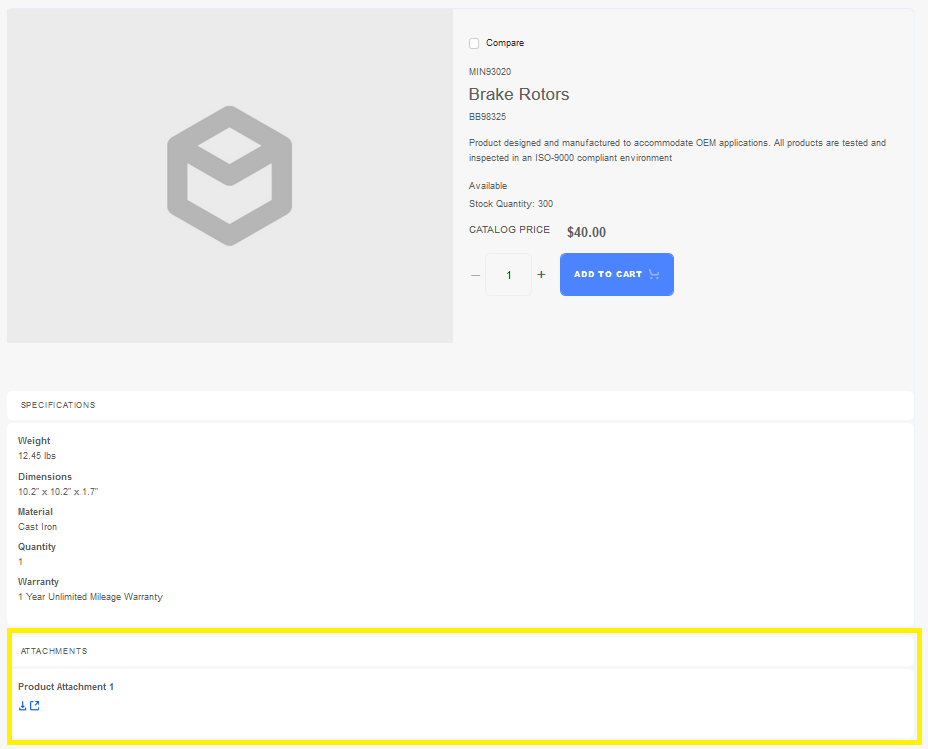 Compare
MIN93020
Brake Rotors
BB98325
Product designed and manufactured to accommodate OEM applications. All products are tested and
inspected in an ISO-9000 compliant environment
Available
Stock Quantity: 300
CATALOG PRICE $40.00
– 1 + ADD TO CART
SPECIFICATIONS
Weight
12.45 lbs
Dimensions
10.2" x 10.2" x 1.7"
Material
Cast Iron
Quantity
1
Warranty
1 Year Unlimited Mileage Warranty
ATTACHMENTS
Product Attachment 1